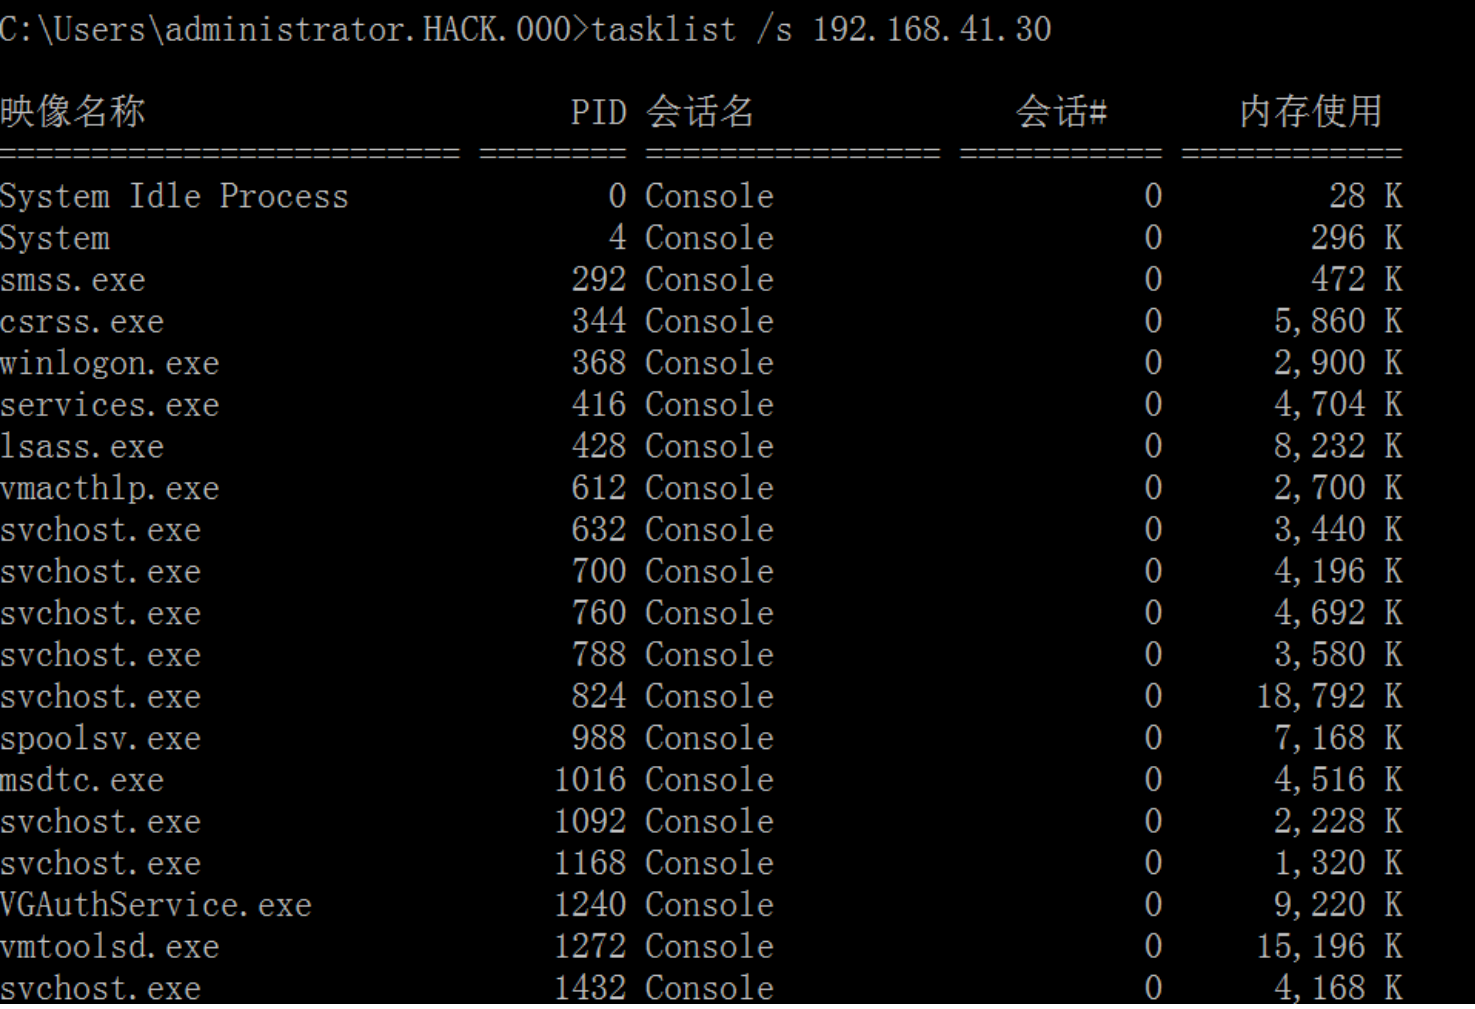 C:\Users\administrator.HACK.000>tasklist /s 192.168.41.30
映像名称 PID 会话名 会话# 内存使用
========================= ======== ================ =========== ============
System Idle Process 0 Console 0 28 K
System 4 Console 0 296 K
smss.exe 292 Console 0 472 K
csrss.exe 344 Console 0 5,860 K
winlogon.exe 368 Console 0 2,900 K
services.exe 416 Console 0 4,704 K
lsass.exe 428 Console 0 8,232 K
vmacthlp.exe 612 Console 0 2,700 K
svchost.exe 632 Console 0 3,440 K
svchost.exe 700 Console 0 4,196 K
svchost.exe 760 Console 0 4,692 K
svchost.exe 788 Console 0 3,580 K
svchost.exe 824 Console 0 18,792 K
spoolsv.exe 988 Console 0 7,168 K
msdtc.exe 1016 Console 0 4,516 K
svchost.exe 1092 Console 0 2,228 K
svchost.exe 1168 Console 0 1,320 K
VGAuthService.exe 1240 Console 0 9,220 K
vmtoolsd.exe 1272 Console 0 15,196 K
svchost.exe 1432 Console 0 4,168 K